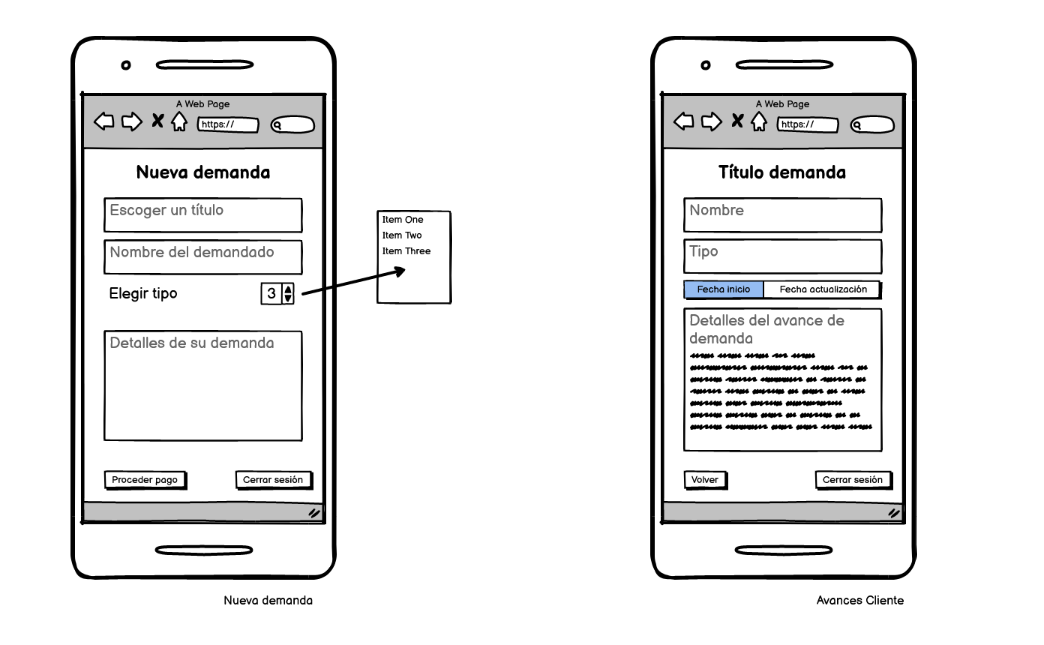 A Web Page
https://
Nueva demanda
Escoger un título
Nombre del demandado
Elegir tipo
3
Detalles de su demanda
Proceder pago
Cerrar sesión
Nueva demanda
Item One
Item Two
Item Three
A Web Page
https://
Título demanda
Nombre
Tipo
Fecha inicio
Fecha actualización
Detalles del avance de
demanda
Volver
Cerrar sesión
Avances Cliente